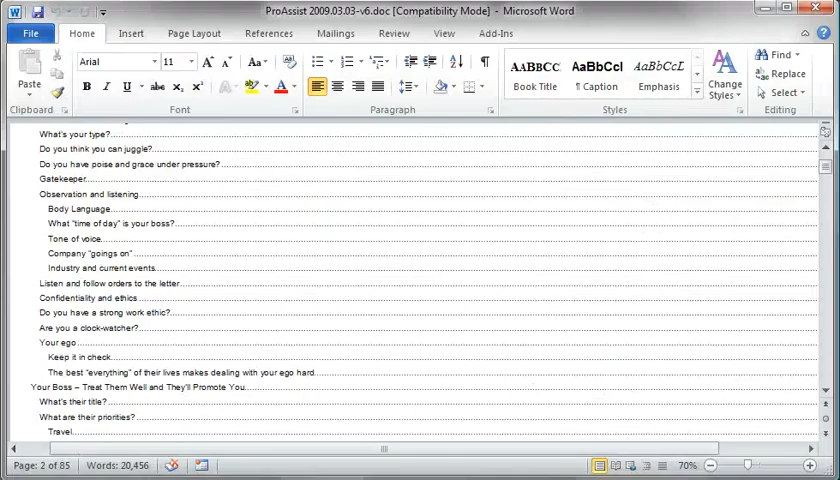 ProAssist 2009.03.03-v6.doc [Compatibility Mode] - Microsoft Word
File Home Insert Page Layout References Mailings Review View Add-Ins
Arial 11 Aa
Paste
B I U abc x₂ x² A ab A
AABBCC AaBbCcl AaBbCcL
Book Title ¶ Caption Emphasis
Change Styles
Find
Replace
Select
Clipboard Font Paragraph Styles Editing
What's your type?
Do you think you can juggle?
Do you have poise and grace under pressure?
Gatekeeper
Observation and listening
Body Language
What "time of day" is your boss?
Tone of voice
Company "goings on"
Industry and current events
Listen and follow orders to the letter
Confidentiality and ethics
Do you have a strong work ethic?
Are you a clock-watcher?
Your ego
Keep it in check
The best "everything" of their lives makes dealing with your ego hard
Your Boss – Treat Them Well and They'll Promote You
What's their title?
What are their priorities?
Travel
Page: 2 of 85 Words: 20,456 70%